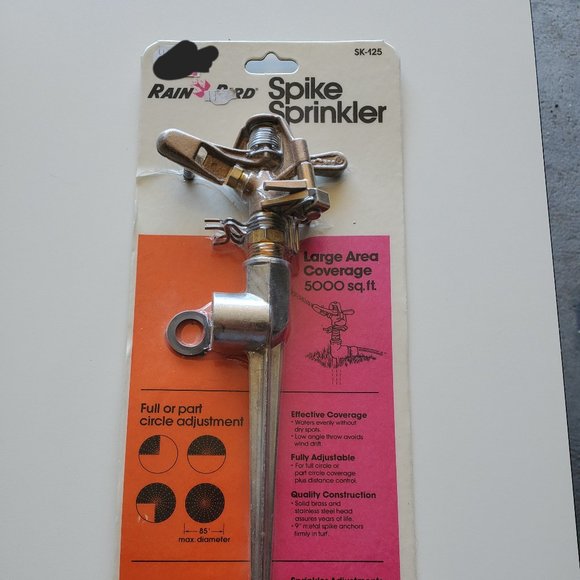 SK-125
RAIN BIRD®
Spike
Sprinkler
Large Area
Coverage
5000 sq.ft.
Full or part
circle adjustment
85'
max. diameter
Effective Coverage
• Waters evenly without
dry spots.
• Low angle throw avoids
wind drift.
Fully Adjustable
• For full circle or
part circle coverage
plus distance control.
Quality Construction
• Solid brass and
stainless steel head
assures years of life.
• 9" metal spike anchors
firmly in turf.
Sprinkler Adjustment